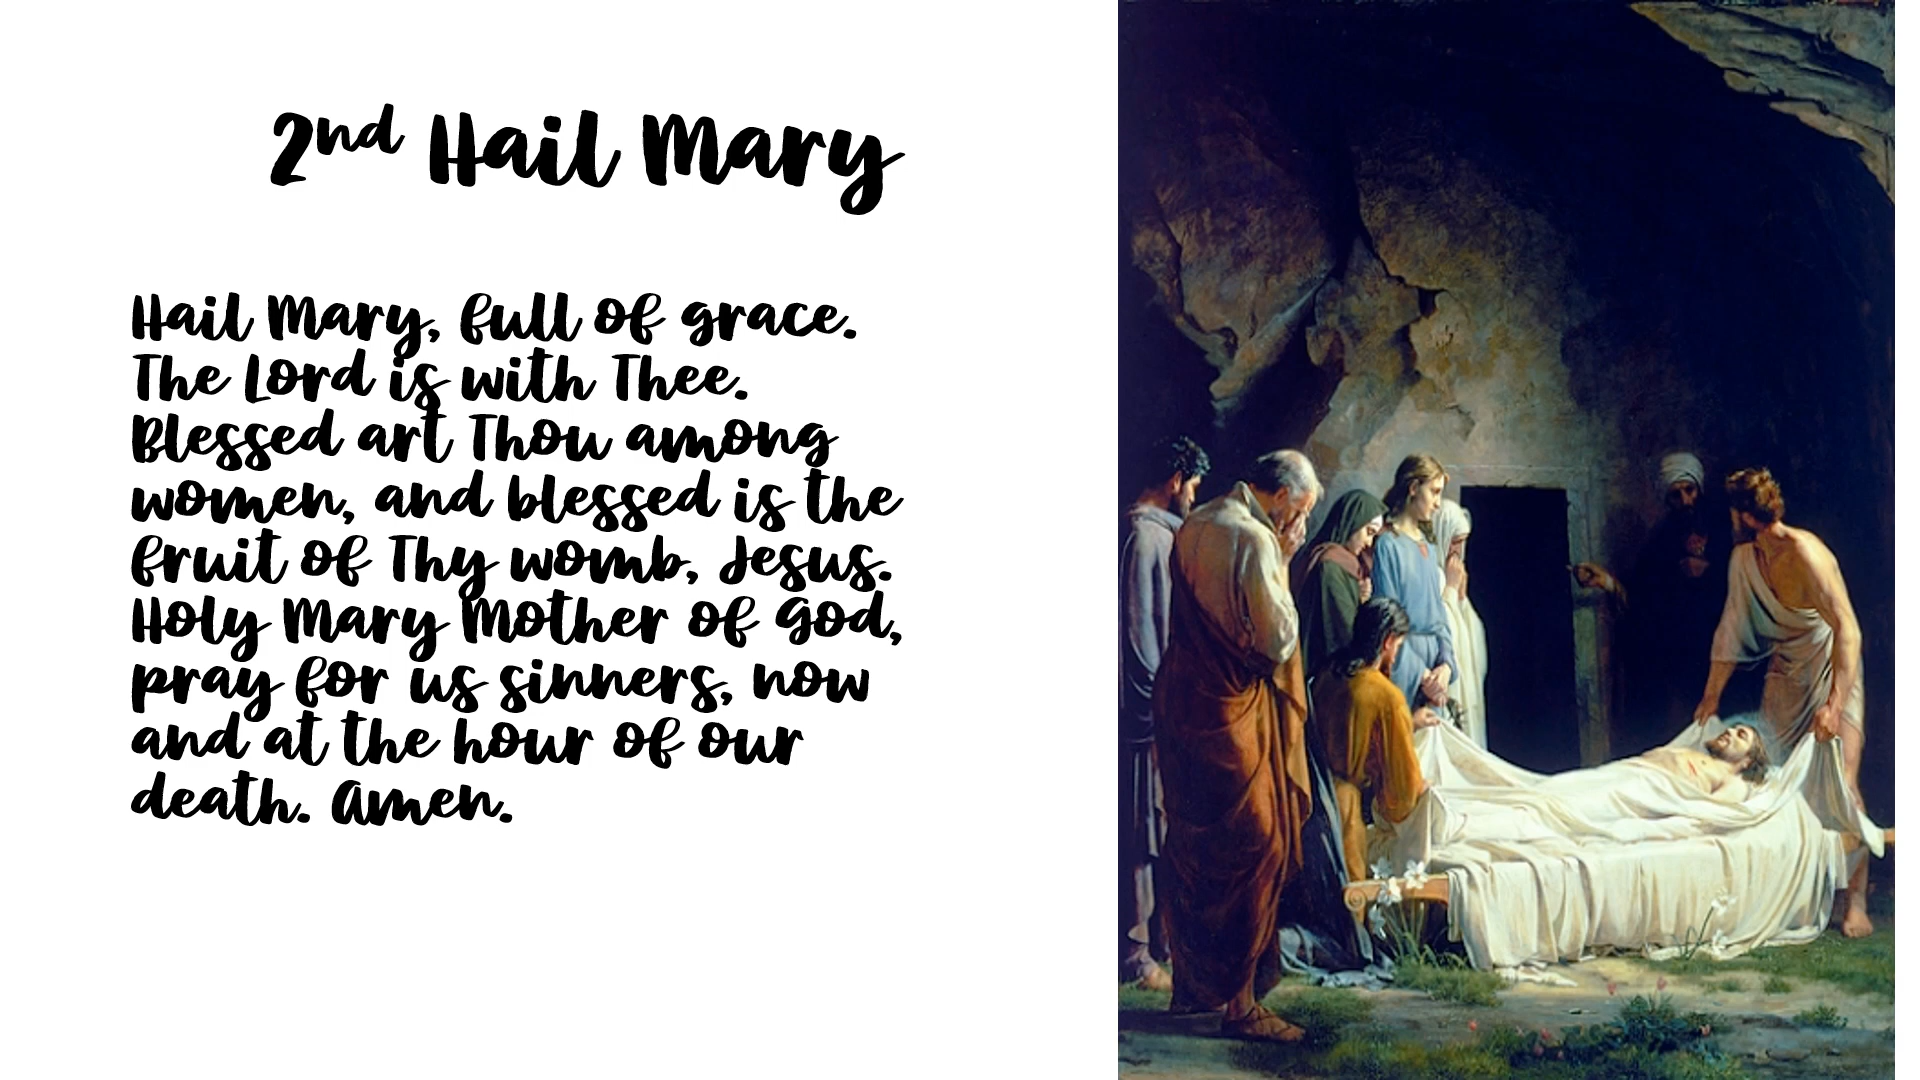 2nd Hail Mary
Hail Mary, full of grace.
The Lord is with Thee.
Blessed art Thou among
women, and blessed is the
fruit of Thy womb, Jesus.
Holy Mary Mother of God,
pray for us sinners, now
and at the hour of our
death. Amen.